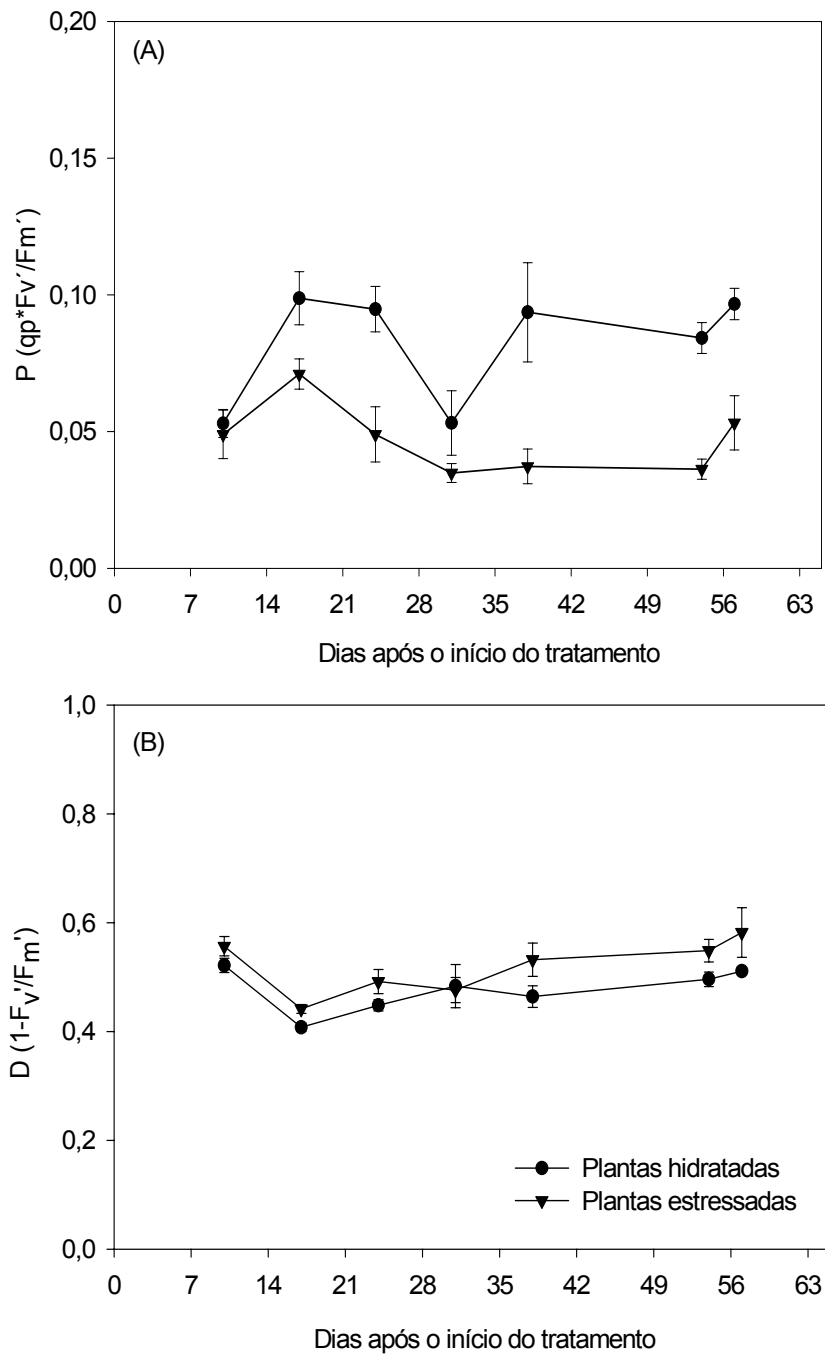 0,20
(A)
0,15
0,10
0,05
0,00
P (qp*Fv´/Fm´)
0 7 14 21 28 35 42 49 56 63
Dias após o início do tratamento
1,0
(B)
0,8
0,6
0,4
0,2
0,0
D (1-Fv'/Fm')
Plantas hidratadas
Plantas estressadas
0 7 14 21 28 35 42 49 56 63
Dias após o início do tratamento